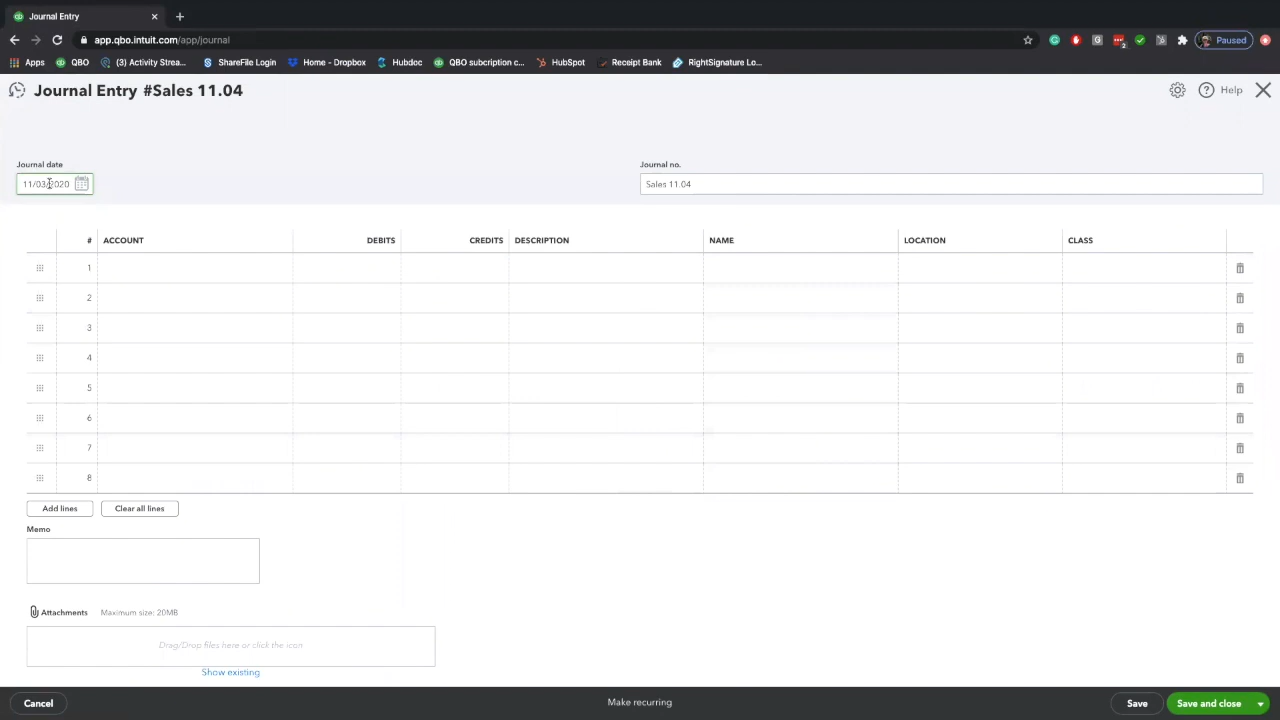 Journal Entry
app.qbo.intuit.com/app/journal
Paused
Apps QBO (3) Activity Strea... ShareFile Login Home - Dropbox Hubdoc QBO subcription c... HubSpot Receipt Bank RightSignature Lo...
Journal Entry #Sales 11.04
Help
Journal date
Journal no.
11/03/2020
Sales 11.04
# ACCOUNT DEBITS CREDITS DESCRIPTION NAME LOCATION CLASS
1
2
3
4
5
6
7
8
Add lines Clear all lines
Memo
Attachments Maximum size: 20MB
Drag/Drop files here or click the icon
Show existing
Cancel Make recurring Save Save and close